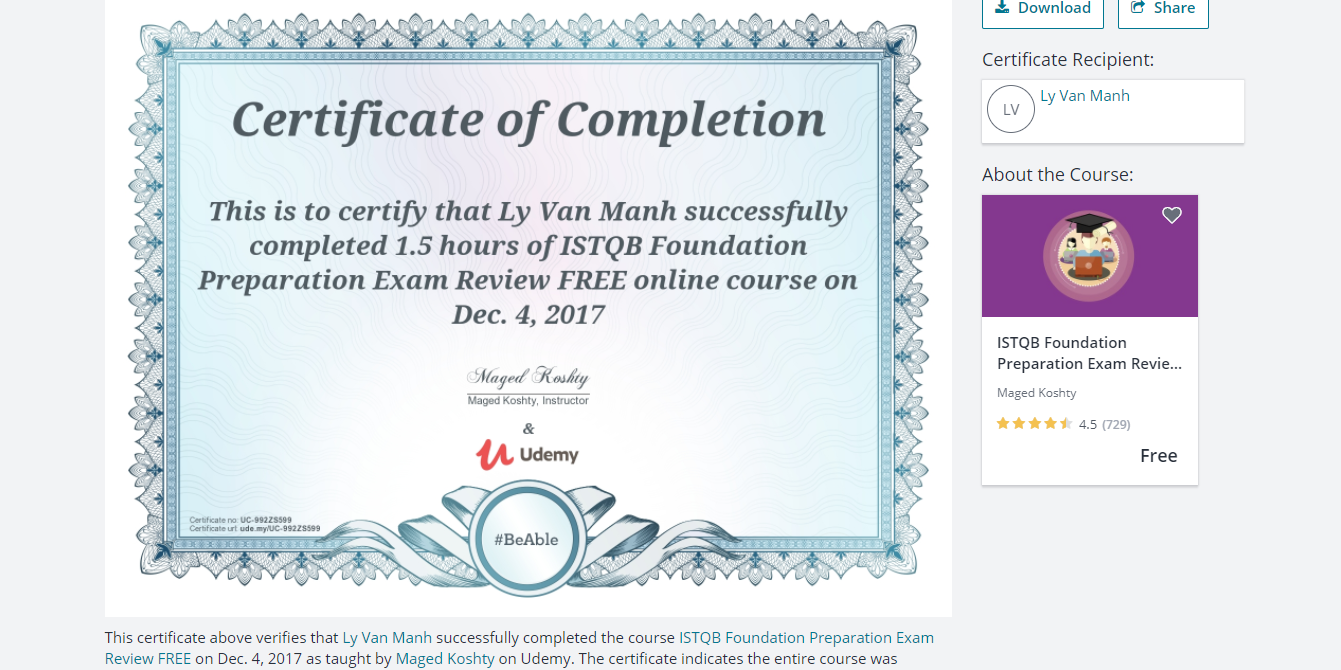 Certificate of Completion
This is to certify that Ly Van Manh successfully
completed 1.5 hours of ISTQB Foundation
Preparation Exam Review FREE online course on
Dec. 4, 2017
Maged Koshty
Maged Koshty, Instructor
&
Udemy
Certificate no: UC-992ZS599
Certificate url: ude.my/UC-992ZS599
#BeAble
This certificate above verifies that Ly Van Manh successfully completed the course ISTQB Foundation Preparation Exam
Review FREE on Dec. 4, 2017 as taught by Maged Koshty on Udemy. The certificate indicates the entire course was
Download
Share
Certificate Recipient:
LV
Ly Van Manh
About the Course:
ISTQB Foundation
Preparation Exam Revie...
Maged Koshty
4.5 (729)
Free